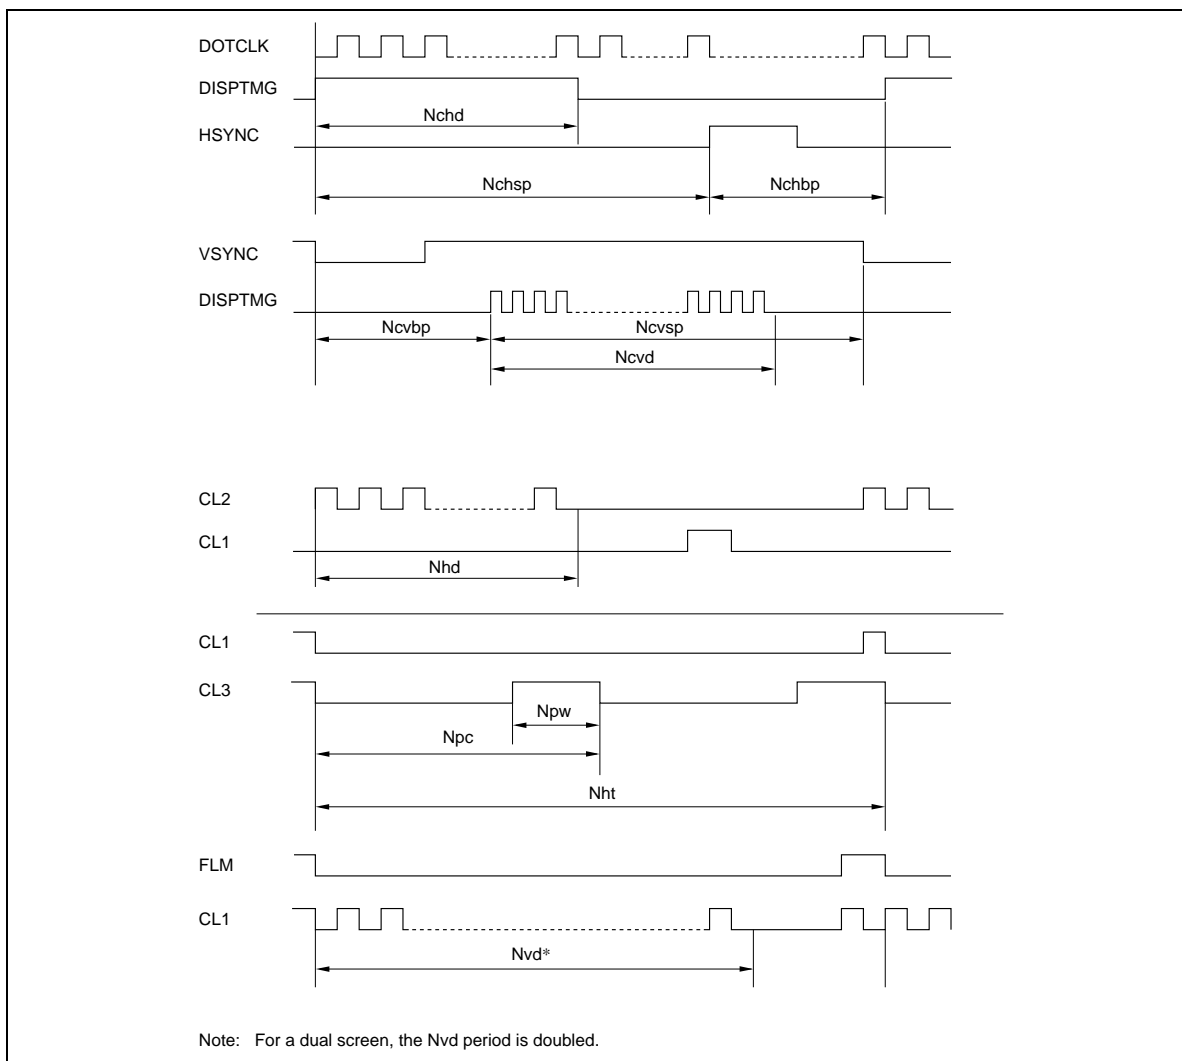 DOTCLK
DISPTMG
Nchd
HSYNC
Nchsp
Nchbp
VSYNC
DISPTMG
Ncvbp
Ncvsp
Ncvd
CL2
CL1
Nhd
CL1
CL3
Npw
Npc
Nht
FLM
CL1
Nvd*
Note: For a dual screen, the Nvd period is doubled.